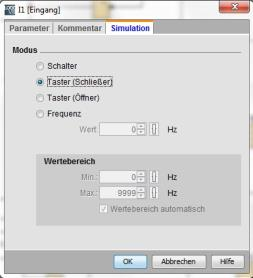 I1 [Eingang]
Parameter Kommentar Simulation
Modus
Schalter
Taster (Schließer)
Taster (Öffner)
Frequenz
Wert: 0 Hz
Wertebereich
Min.: 0 Hz
Max.: 9999 Hz
Wertebereich automatisch
OK Abbrechen Hilfe